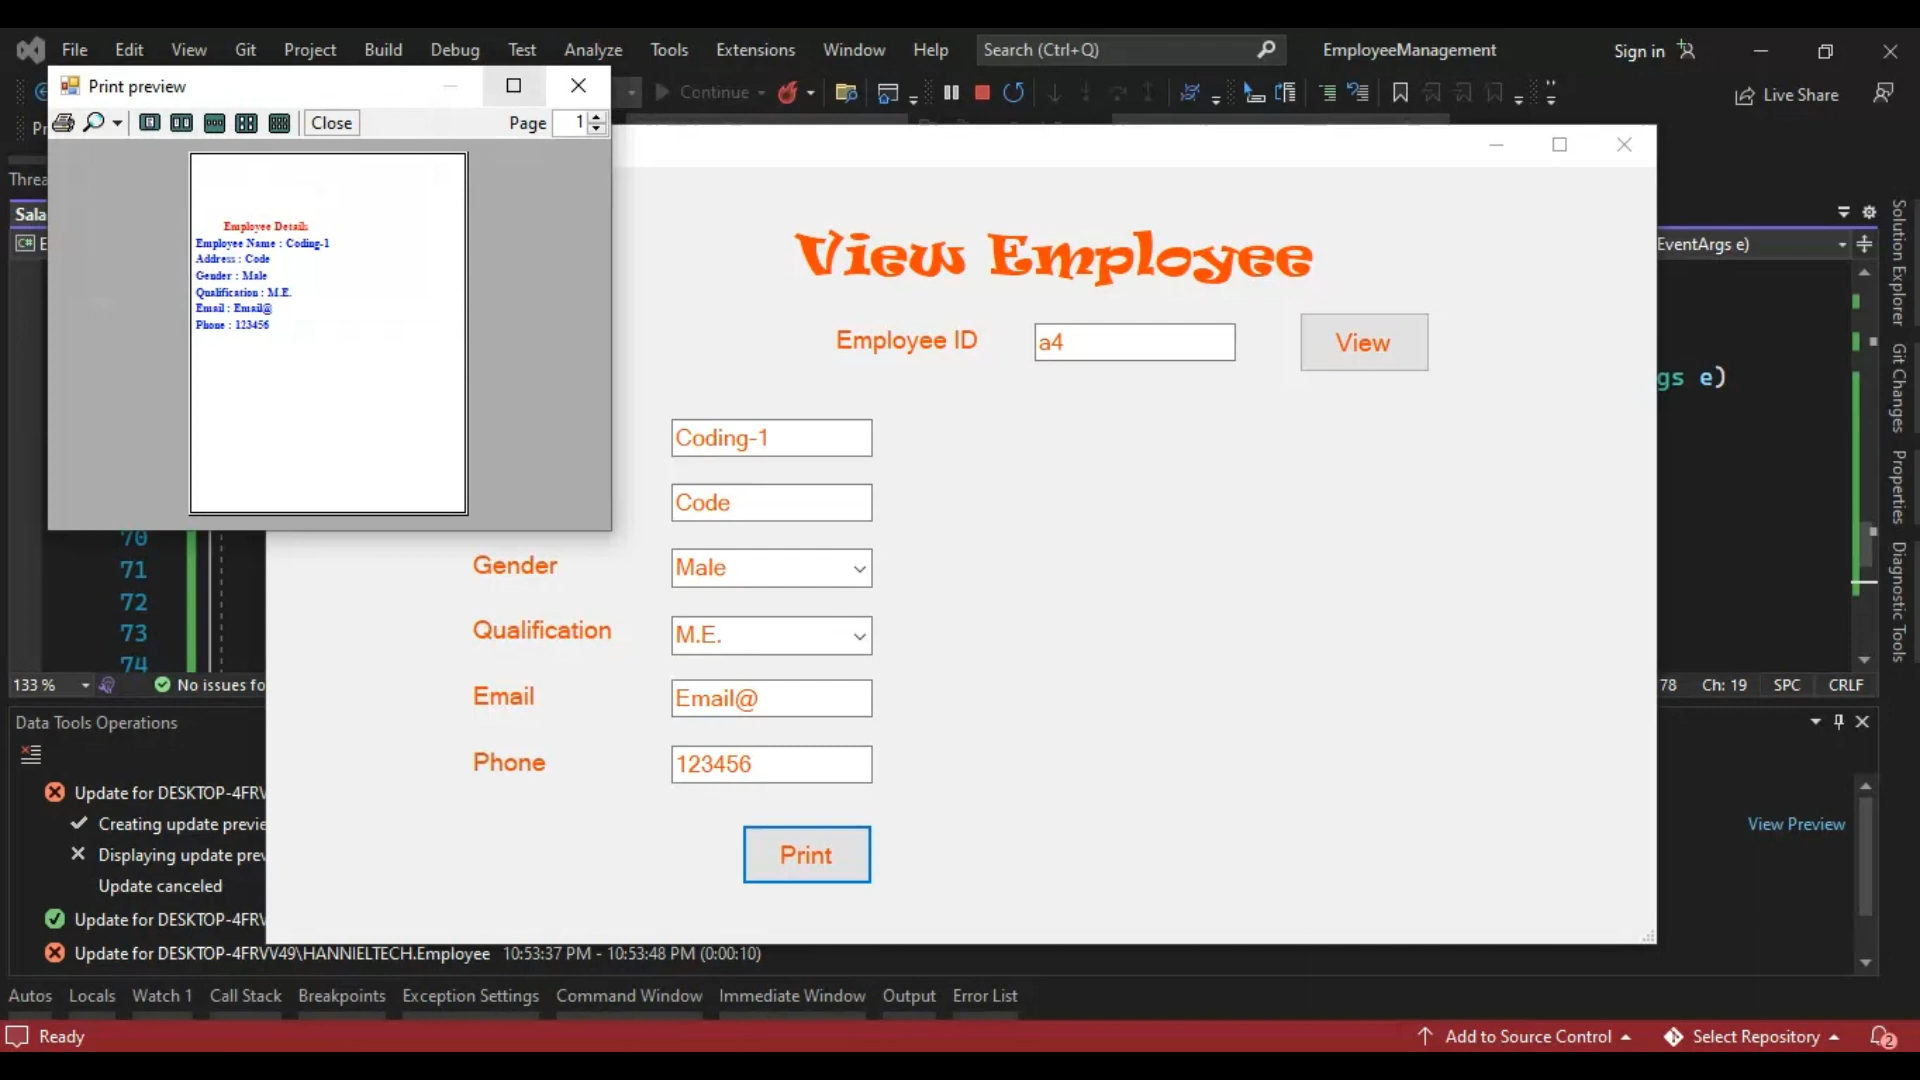 File Edit View Git Project Build Debug Test Analyze Tools Extensions Window Help Search (Ctrl+Q) EmployeeManagement Sign in
Print preview
Continue
Live Share
Close Page 1
Employee Details
Employee Name : Coding-1
Address : Code
Gender : Male
Qualification : M.E.
Email : Email@
Phone : 123456
View Employee
Employee ID a4 View
Coding-1
Code
Gender Male
Qualification M.E.
Email Email@
Phone 123456
Print
EventArgs e)
gs e)
Solution Explorer
Git Changes
Properties
Diagnostic Tools
70
71
72
73
74
133 % No issues fo 78 Ch: 19 SPC CRLF
Data Tools Operations
Update for DESKTOP-4FRV
Creating update previe View Preview
Displaying update prev
Update canceled
Update for DESKTOP-4FRV
Update for DESKTOP-4FRVV49\HANNIELTECH.Employee 10:53:37 PM - 10:53:48 PM (0:00:10)
Autos Locals Watch 1 Call Stack Breakpoints Exception Settings Command Window Immediate Window Output Error List
Ready Add to Source Control Select Repository 2